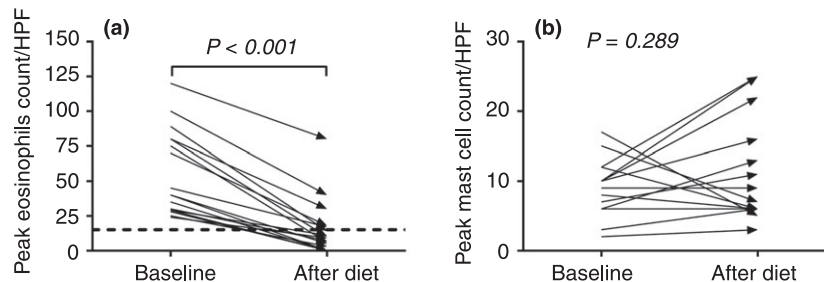 (a)
P < 0.001
Peak eosinophils count/HPF
150
125
100
75
50
25
0
Baseline
After diet
(b)
P = 0.289
Peak mast cell count/HPF
30
20
10
0
Baseline
After diet